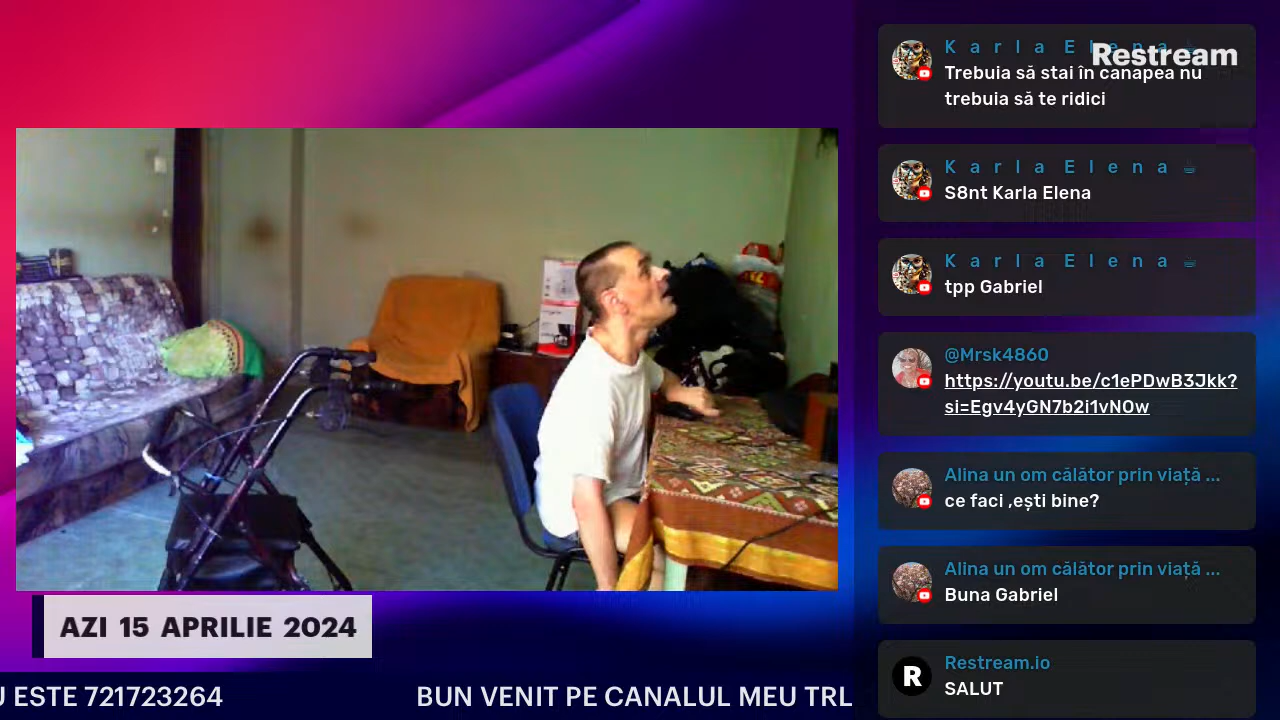 K a r l a E l e n a ☕
Restream
Trebuia să stai în canapea nu
trebuia să te ridici
K a r l a E l e n a ☕
S8nt Karla Elena
K a r l a E l e n a ☕
tpp Gabriel
@Mrsk4860
https://youtu.be/c1ePDwB3Jkk?
si=Egv4yGN7b2i1vNOw
Alina un om călător prin viață ...
ce faci ,ești bine?
Alina un om călător prin viață ...
Buna Gabriel
R
Restream.io
SALUT
AZI 15 APRILIE 2024
U ESTE 721723264 BUN VENIT PE CANALUL MEU TRL